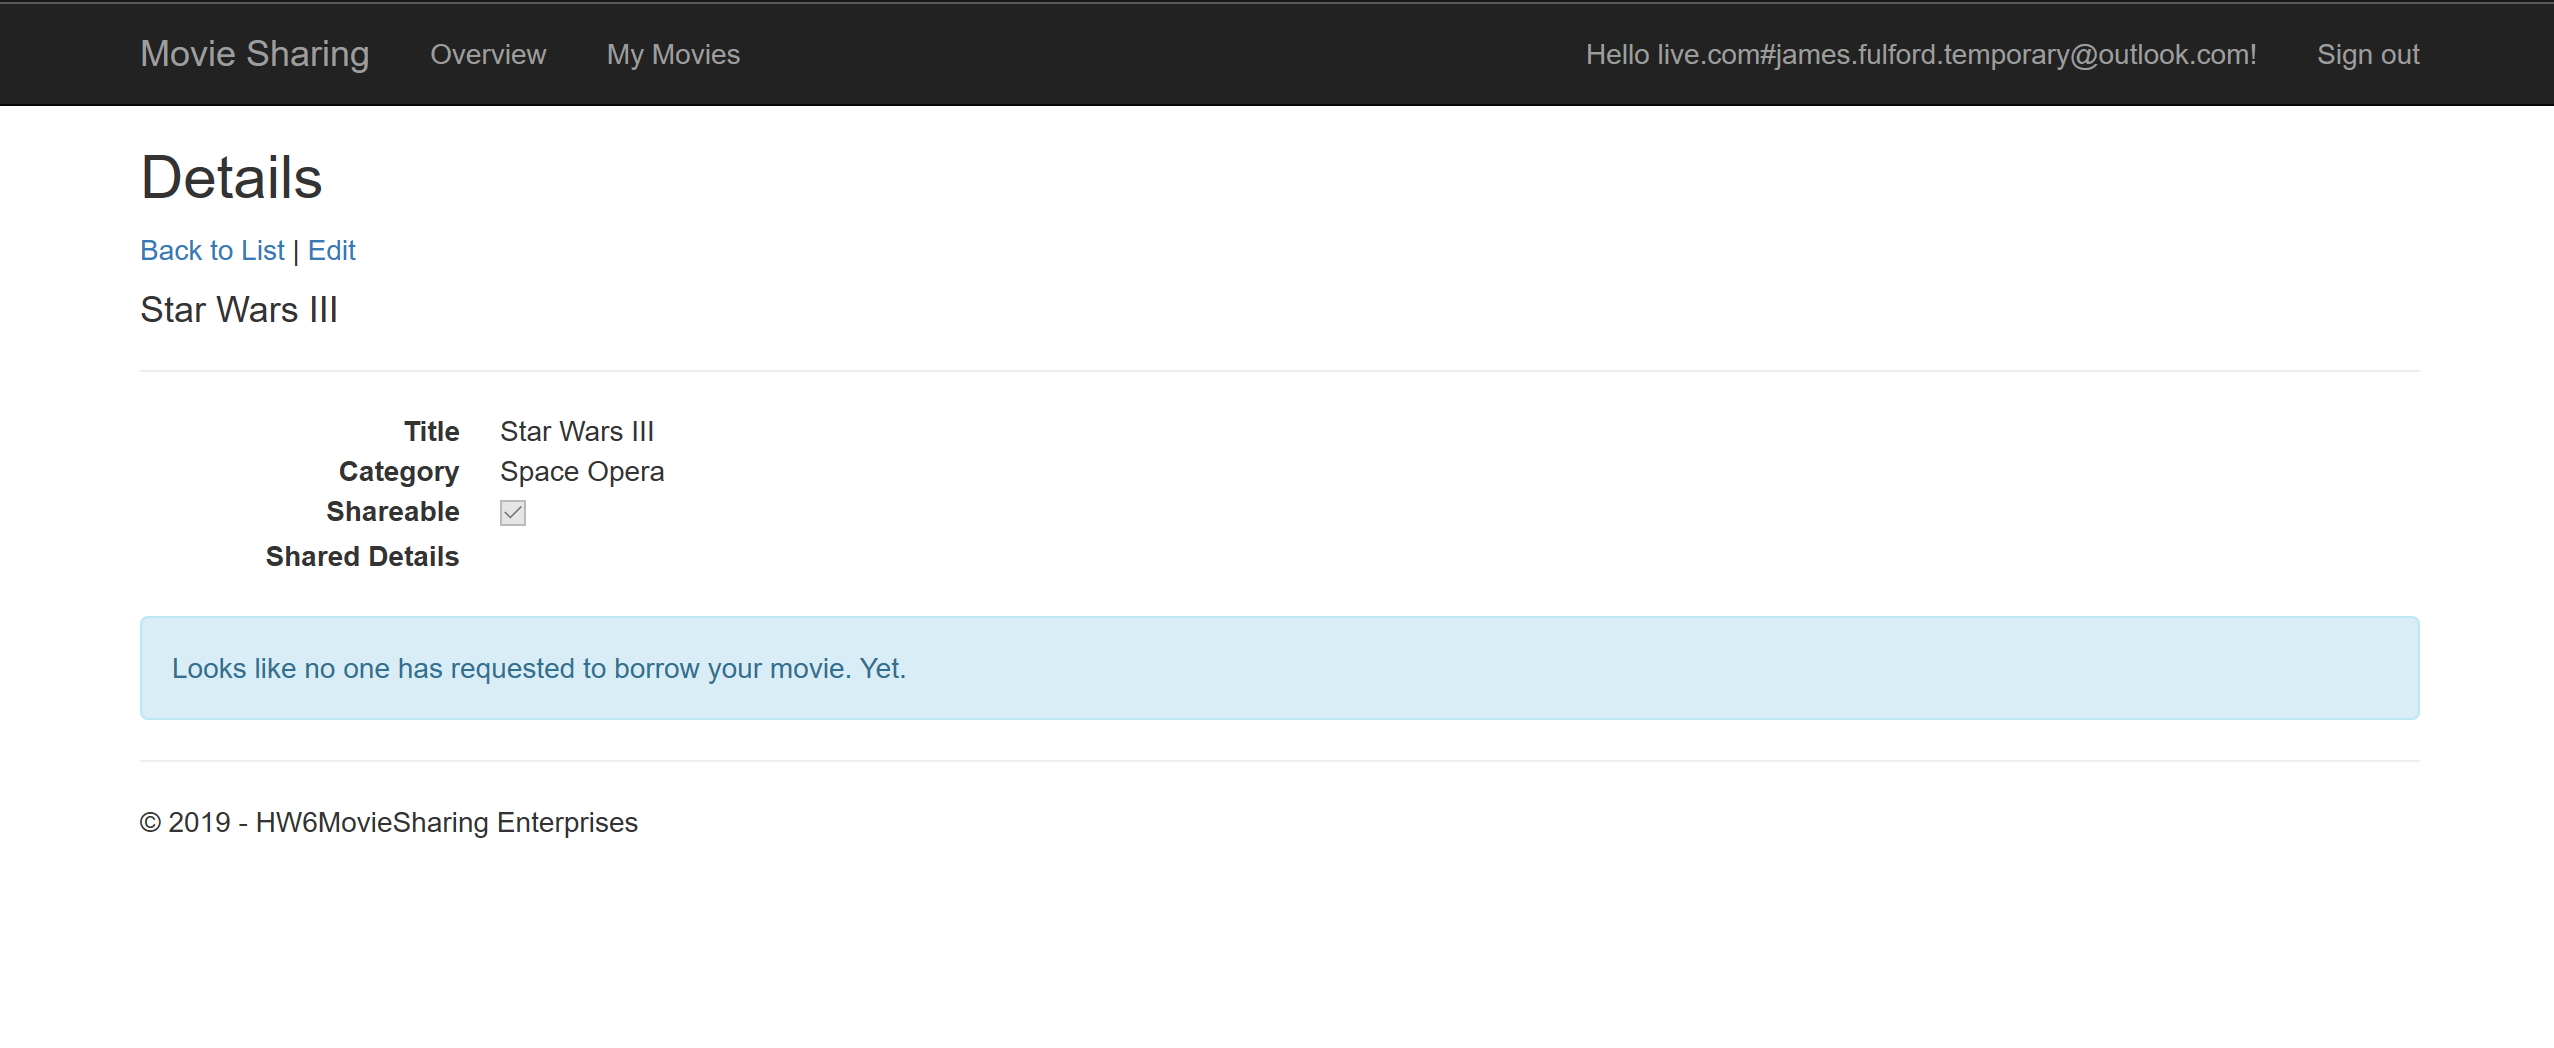 Movie Sharing Overview My Movies Hello live.com#james.fulford.temporary@outlook.com! Sign out
Details
Back to List | Edit
Star Wars III
Title Star Wars III
Category Space Opera
Shareable
Shared Details
Looks like no one has requested to borrow your movie. Yet.
© 2019 - HW6MovieSharing Enterprises